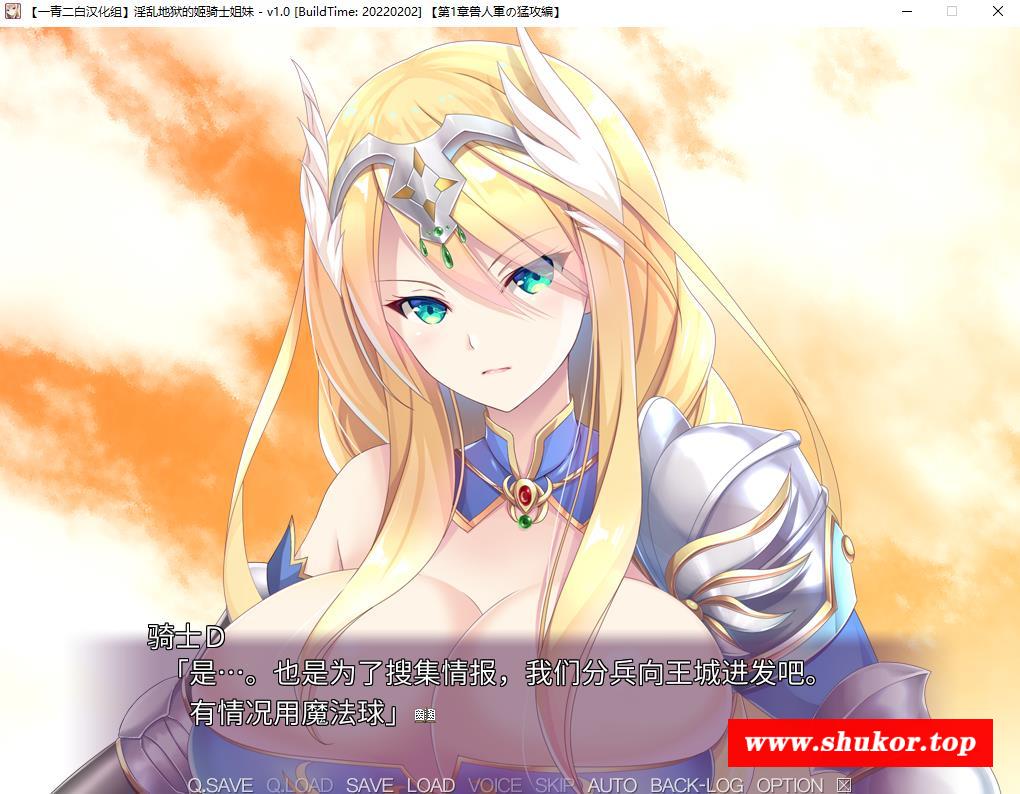 【一青二白汉化组】淫乱地狱的姬骑士姐妹 - v1.0 [BuildTime: 20220202] 【第1章兽人軍の猛攻編】
骑士D
「是…。也是为了搜集情报，我们分兵向王城进发吧。
有情况用魔法球」
www.shukor.top
Q.SAVE Q.LOAD SAVE LOAD VOICE SKIP AUTO BACK-LOG OPTION